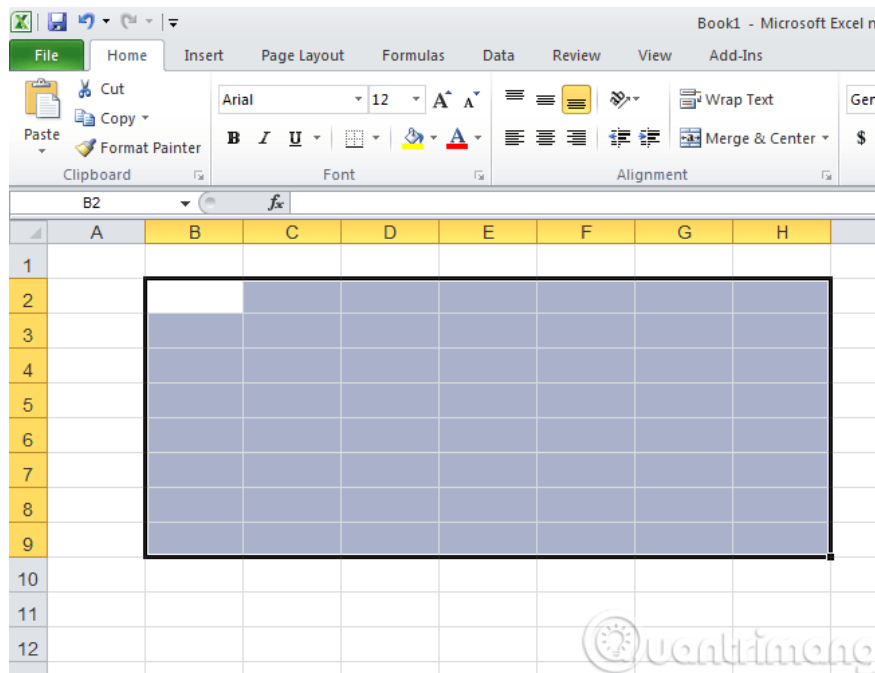 Book1 - Microsoft Excel
File Home Insert Page Layout Formulas Data Review View Add-Ins
Paste
Cut
Copy
Format Painter
Clipboard
Arial 12 A A
B I U A
Font
Wrap Text
Merge & Center
Alignment
Gen
$
B2 fx
A B C D E F G H
1
2
3
4
5
6
7
8
9
10
11
12
Quantrimang